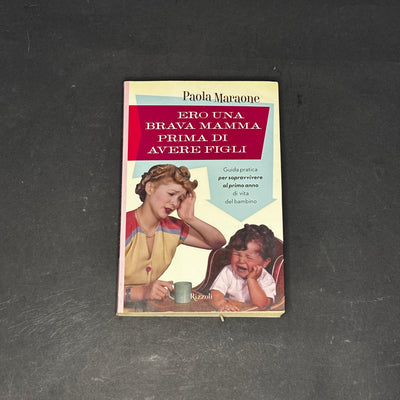 Paola Maraone
ERO UNA
BRAVA MAMMA
PRIMA DI
AVERE FIGLI
Guida pratica
per sopravvivere
al primo anno
di vita
del bambino
Rizzoli